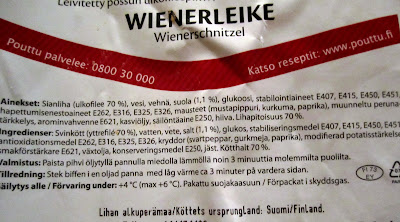 Leivitetty possun ulkofileepihvi
WIENERLEIKE
Wienerschnitzel
Pouttu palvelee: 0800 30 000
Katso reseptit: www.pouttu.fi
Ainekset: Sianliha (ulkofilee 70 %), vesi, vehnä, suola (1,1 %), glukoosi, stabilointiaineet E407, E415, E450, E451,
hapettumisenestoaineet E262, E316, E325, E326, mausteet (mustapippuri, kurkuma, paprika), muunneltu peruna-
tärkkelys, arominvahvenne E621, kasviöljy, säilöntäaine E250, hiiva. Lihapitoisuus 70 %.
Ingredienser: Svinkött (yttrefilé 70 %), vatten, vete, salt (1,1 %), glukos, stabiliseringsmedel E407, E415, E450, E451,
antioxidationsmedel E262, E316, E325, E326, kryddor (svartpeppar, gurkmeja, paprika), modifierad potatisstärkelse,
smakförstärkare E621, växtolja, konserveringsmedel E250, jäst. Kötthalt 70 %.
Valmistus: Paista pihvi öljytyllä pannulla miedolla lämmöllä noin 3 minuuttia molemmilta puolilta.
Tillredning: Stek biffen i en oljad panna med låg värme ca 3 minuter på vardera sidan.
Säilytys alle / Förvaring under: +4 °C (max +6 °C). Pakattu suojakaasuun / Förpackat i skyddsgas.
FI 78
EY
Lihan alkuperämaa/Köttets ursprungland: Suomi/Finland.